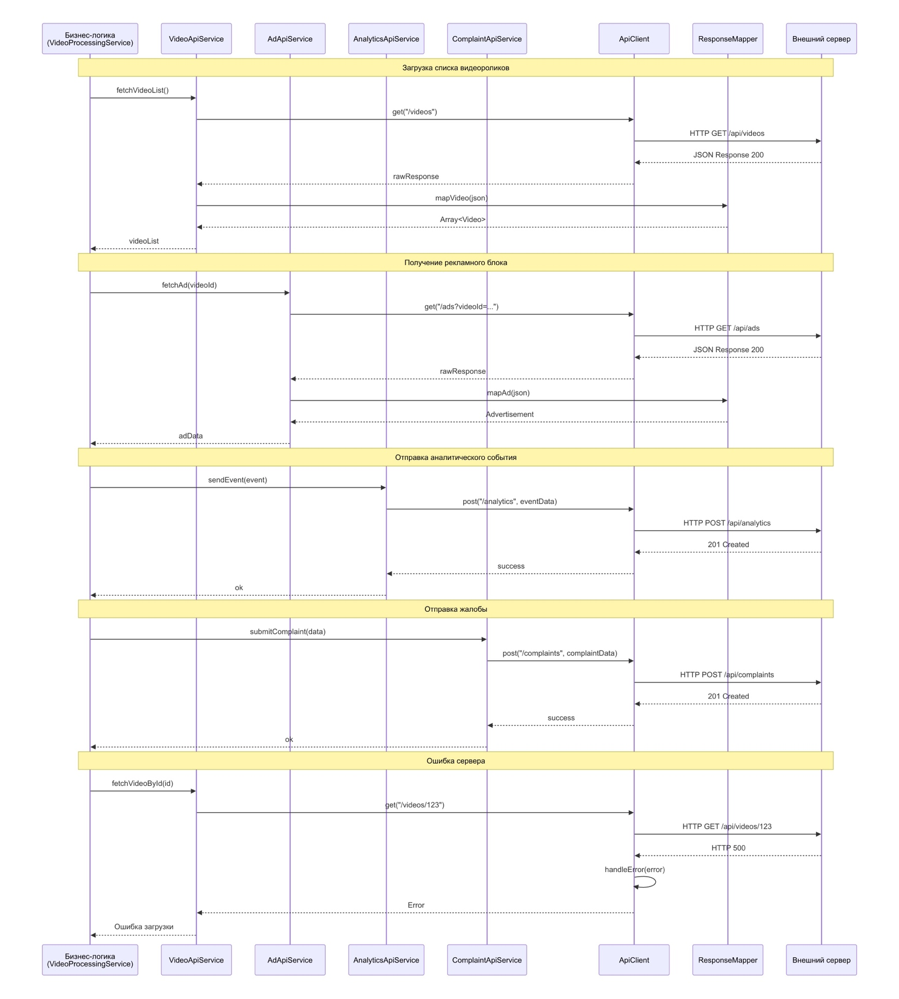 Бизнес-логика
(VideoProcessingService)
VideoApiService
AdApiService
AnalyticsApiService
ComplaintApiService
ApiClient
ResponseMapper
Внешний сервер
Загрузка списка видеороликов
fetchVideoList()
get("/videos")
HTTP GET /api/videos
JSON Response 200
rawResponse
mapVideo(json)
Array<Video>
videoList
Получение рекламного блока
fetchAd(videoId)
get("/ads?videoId=...")
HTTP GET /api/ads
JSON Response 200
rawResponse
mapAd(json)
Advertisement
adData
Отправка аналитического события
sendEvent(event)
post("/analytics", eventData)
HTTP POST /api/analytics
201 Created
success
ok
Отправка жалобы
submitComplaint(data)
post("/complaints", complaintData)
HTTP POST /api/complaints
201 Created
success
ok
Ошибка сервера
fetchVideoById(id)
get("/videos/123")
HTTP GET /api/videos/123
HTTP 500
handleError(error)
Error
Ошибка загрузки
Бизнес-логика
(VideoProcessingService)
VideoApiService
AdApiService
AnalyticsApiService
ComplaintApiService
ApiClient
ResponseMapper
Внешний сервер